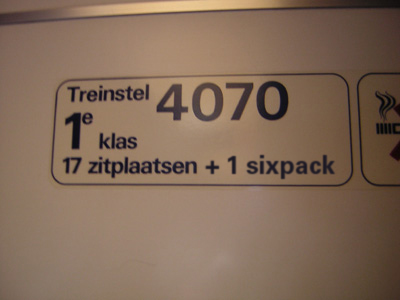 Treinstel 4070
1e klas
17 zitplaatsen + 1 sixpack